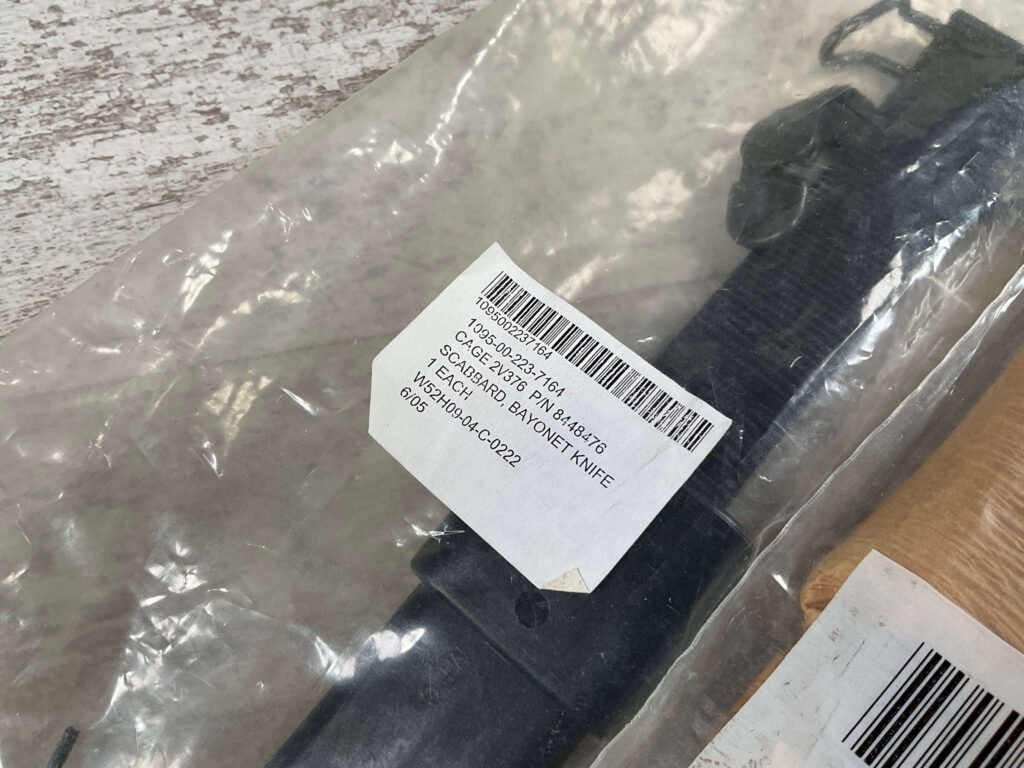 1095002237164
1095-00-223-7164
CAGE 2V376 P/N 8448476
SCABBARD, BAYONET KNIFE
1 EACH
W52H09-04-C-0222
6/05